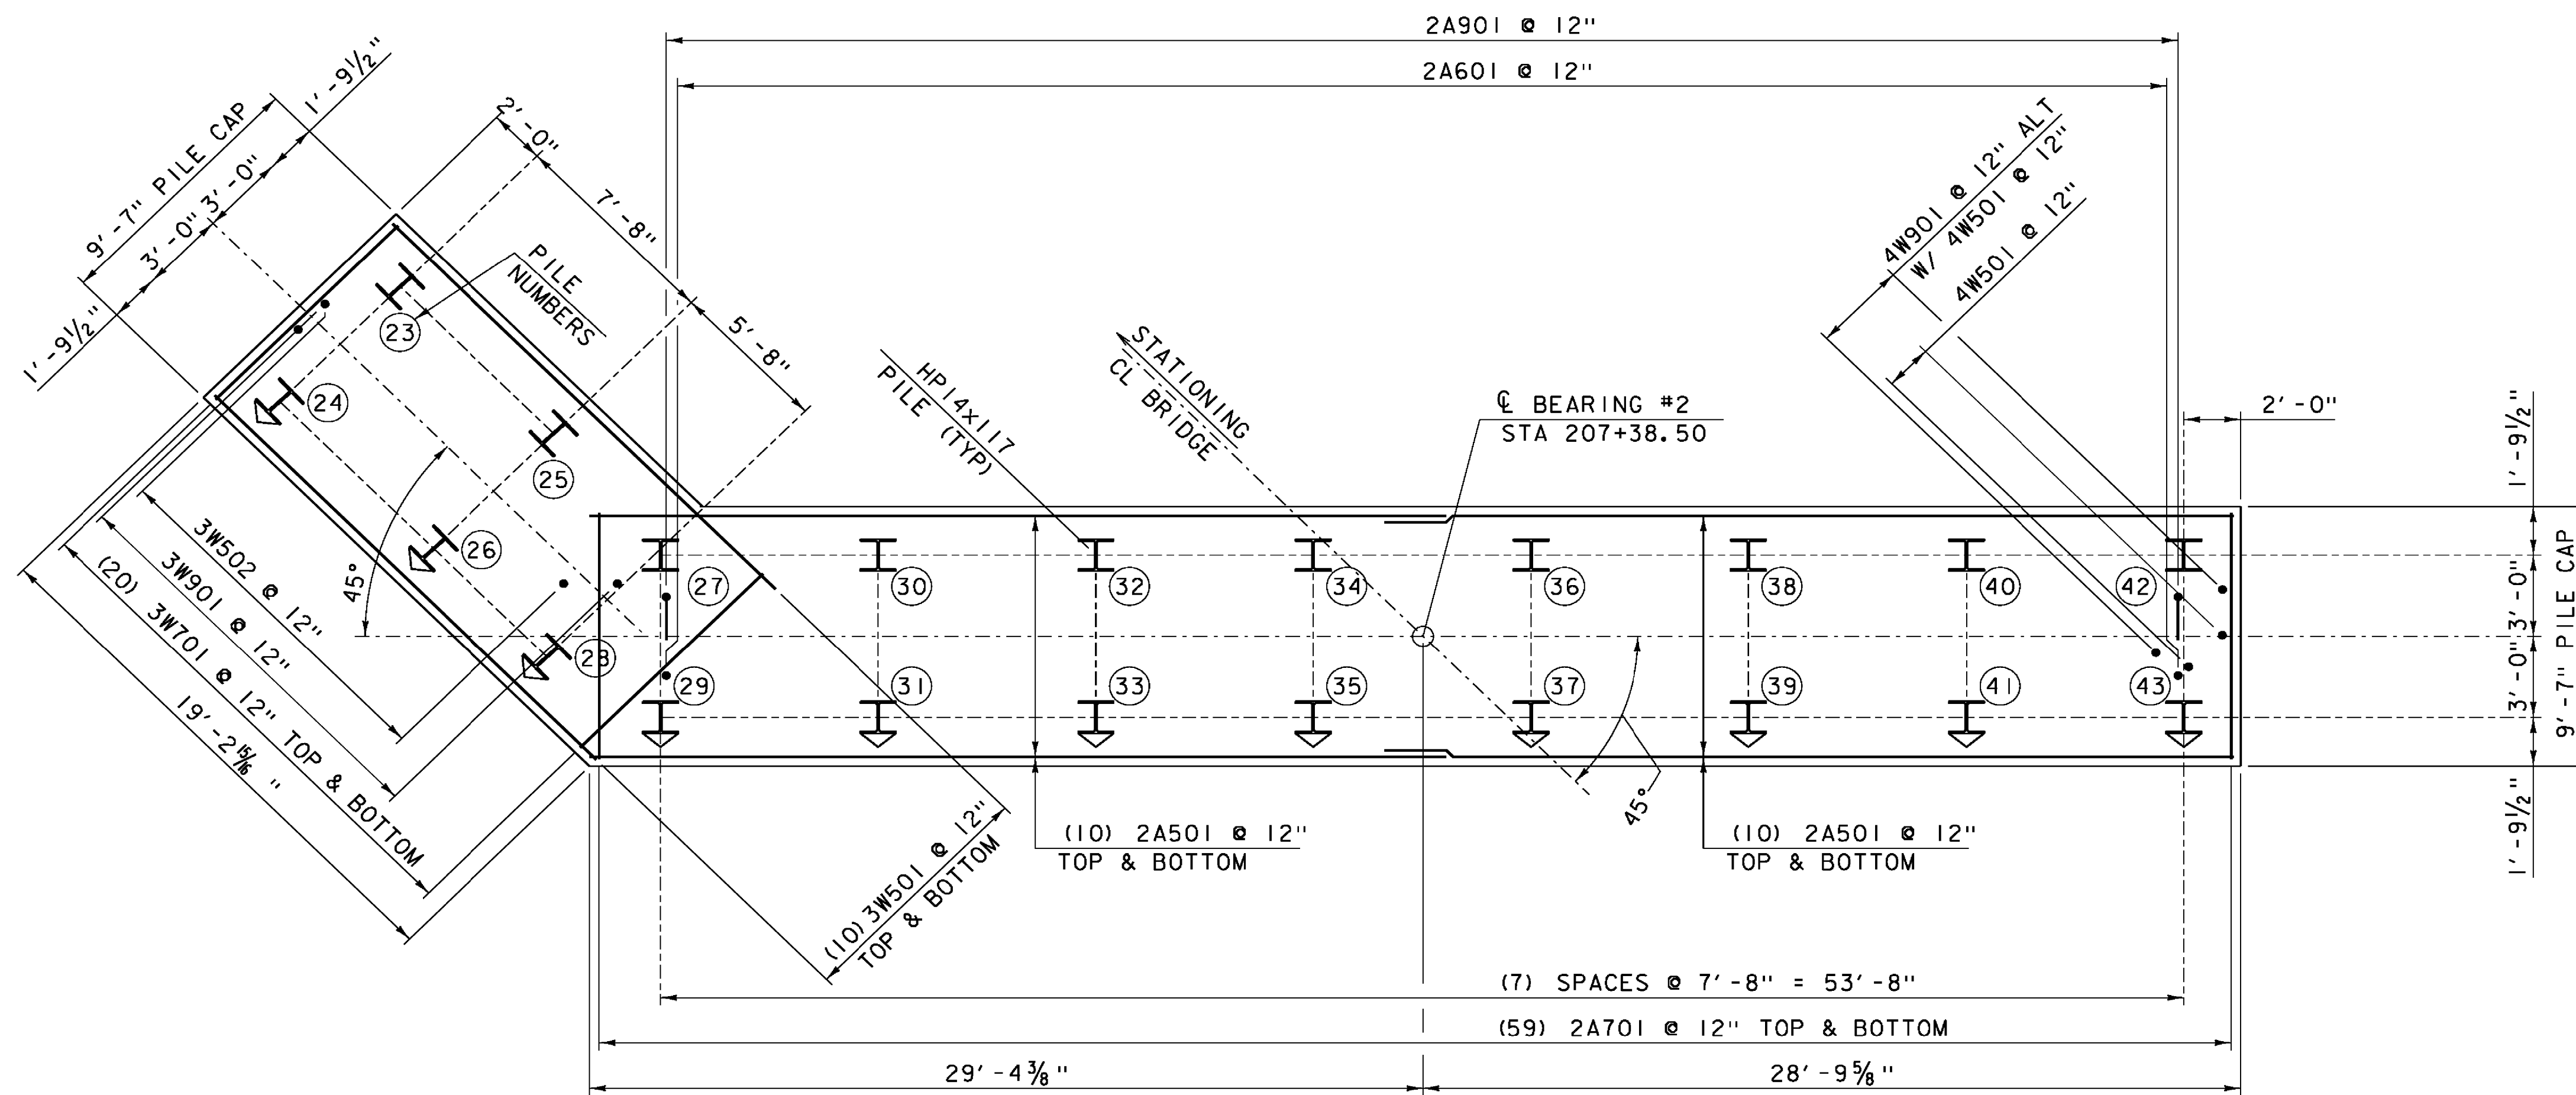 2A901 @ 12"
2A601 @ 12"
9'-7" PILE CAP
1'-9½"
3'-0"
3'-0"
1'-9½"
2'-0"
7'-8"
5'-8"
PILE
NUMBERS
23
24
25
26
27
28
29
30
31
32
33
34
35
36
37
38
39
40
41
42
43
45°
HP14x117
PILE (TYP)
STATIONING
CL BRIDGE
℄ BEARING #2
STA 207+38.50
4W901 @ 12" ALT
W/ 4W501 @ 12"
4W501 @ 12"
2'-0"
1'-9½"
3'-0"
3'-0"
1'-9½"
9'-7" PILE CAP
45°
3W502 @ 12"
3W901 @ 12"
(20) 3W701 @ 12" TOP & BOTTOM
19'-2 15/16"
(10) 3W501 @ 12"
TOP & BOTTOM
(10) 2A501 @ 12"
TOP & BOTTOM
(10) 2A501 @ 12"
TOP & BOTTOM
(7) SPACES @ 7'-8" = 53'-8"
(59) 2A701 @ 12" TOP & BOTTOM
29'-4⅜"
28'-9⅝"